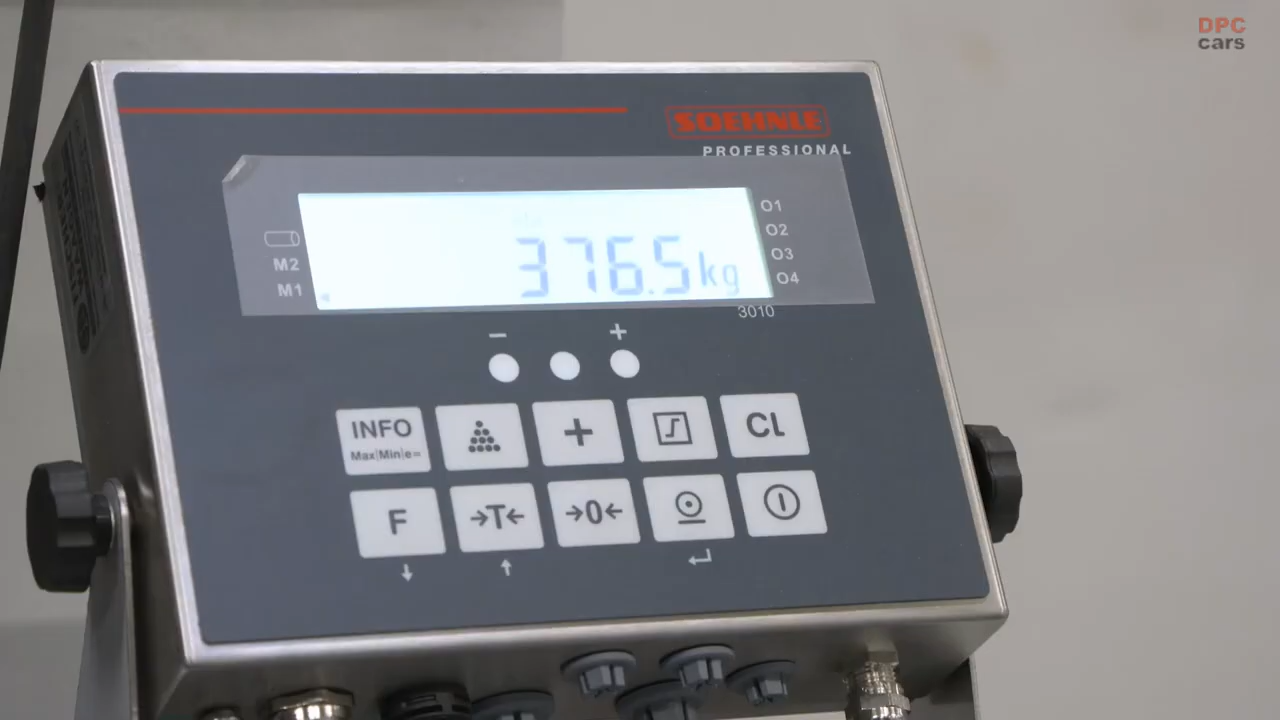 DPC
cars
SOEHNLE
PROFESSIONAL
376.5 kg
M2
M1
O1
O2
O3
O4
3010
− +
INFO
Max|Min|e=
+
CL
F
→T←
→0←